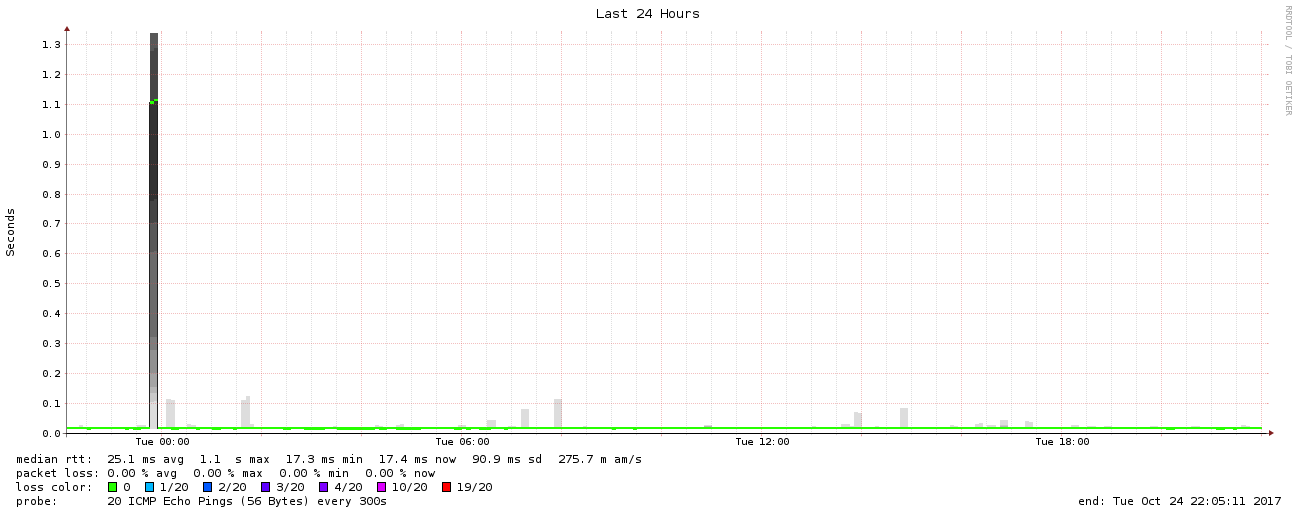 Last 24 Hours
RRDTOOL / TOBI OETIKER
Seconds
1.3
1.2
1.1
1.0
0.9
0.8
0.7
0.6
0.5
0.4
0.3
0.2
0.1
0.0
Tue 00:00 Tue 06:00 Tue 12:00 Tue 18:00
median rtt: 25.1 ms avg 1.1 s max 17.3 ms min 17.4 ms now 90.9 ms sd 275.7 m am/s
packet loss: 0.00 % avg 0.00 % max 0.00 % min 0.00 % now
loss color: 0 1/20 2/20 3/20 4/20 10/20 19/20
probe: 20 ICMP Echo Pings (56 Bytes) every 300s end: Tue Oct 24 22:05:11 2017